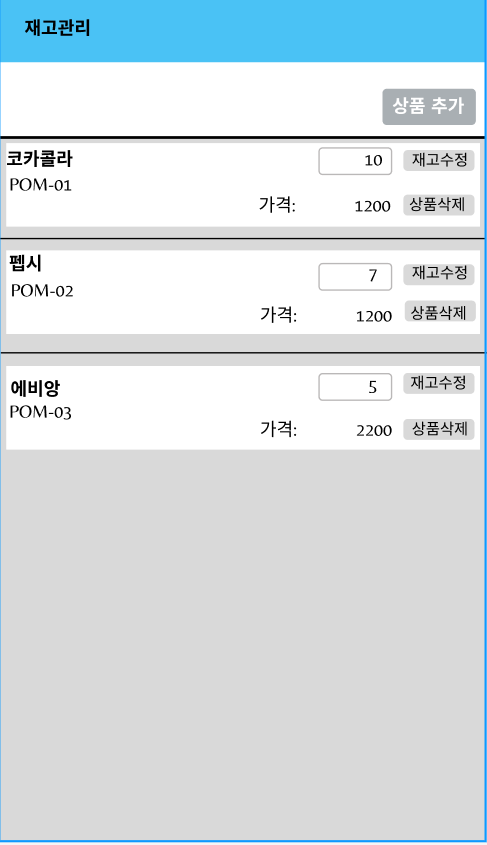 재고관리
상품 추가
코카콜라 10 재고수정
POM-01
가격: 1200 상품삭제
펩시 7 재고수정
POM-02
가격: 1200 상품삭제
에비앙 5 재고수정
POM-03
가격: 2200 상품삭제